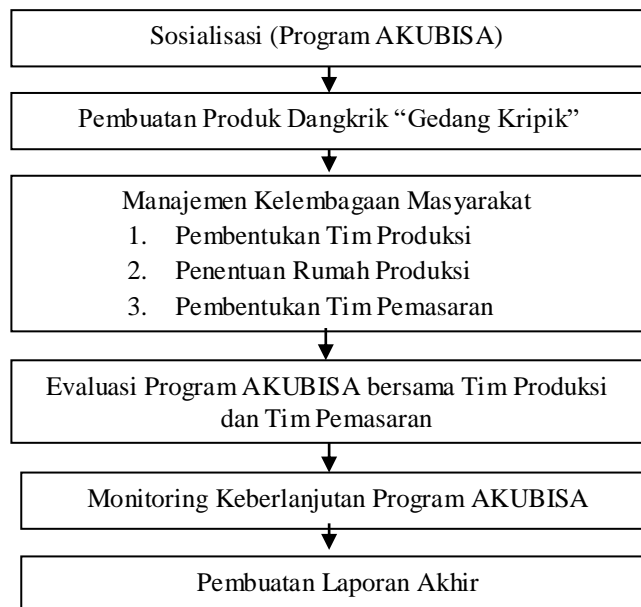 Sosialisasi (Program AKUBISA)
Pembuatan Produk Dangkrik “Gedang Kripik”
Manajemen Kelembagaan Masyarakat
1. Pembentukan Tim Produksi
2. Penentuan Rumah Produksi
3. Pembentukan Tim Pemasaran
Evaluasi Program AKUBISA bersama Tim Produksi
dan Tim Pemasaran
Monitoring Keberlanjutan Program AKUBISA
Pembuatan Laporan Akhir